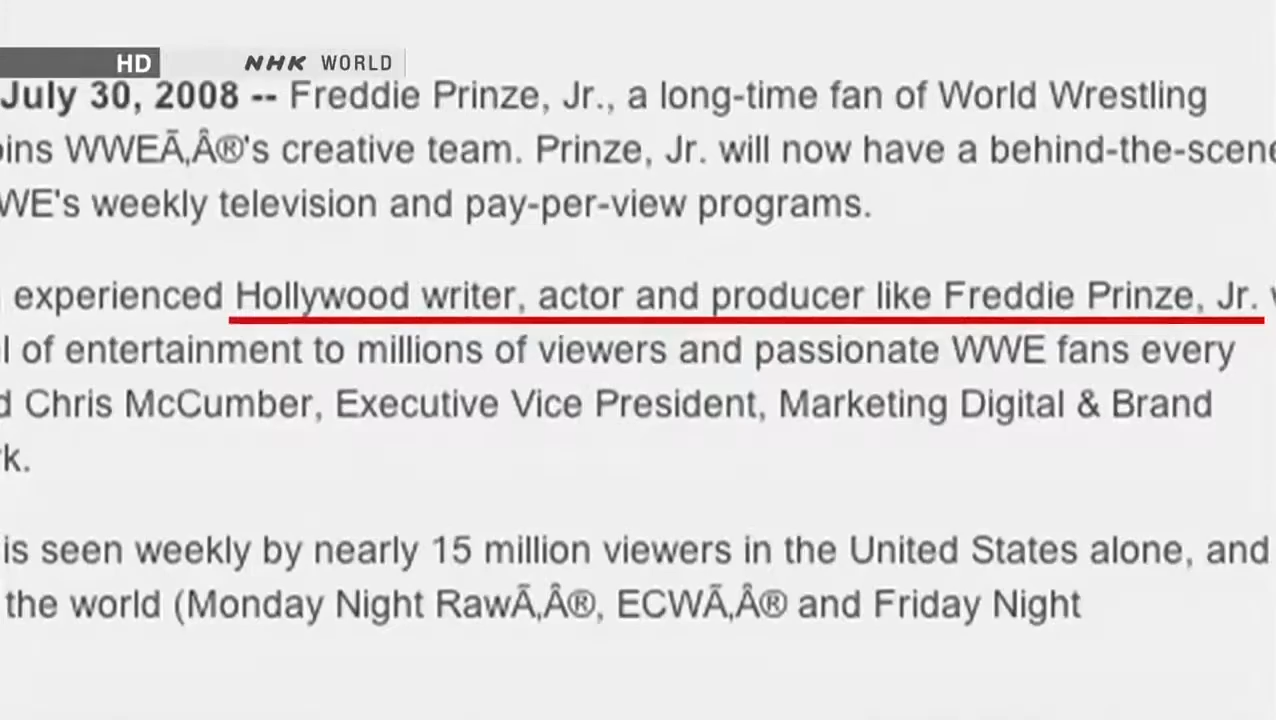 HD
NHK WORLD
July 30, 2008 -- Freddie Prinze, Jr., a long-time fan of World Wrestling
ins WWEÃ‚Â®'s creative team. Prinze, Jr. will now have a behind-the-scene
WE's weekly television and pay-per-view programs.
experienced Hollywood writer, actor and producer like Freddie Prinze, Jr.
l of entertainment to millions of viewers and passionate WWE fans every
d Chris McCumber, Executive Vice President, Marketing Digital & Brand
k.
is seen weekly by nearly 15 million viewers in the United States alone, and
the world (Monday Night RawÃ‚Â®, ECWÃ‚Â® and Friday Night